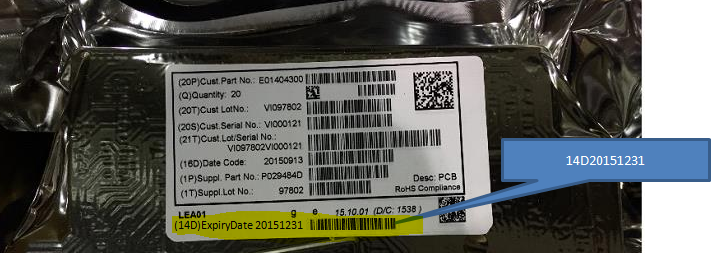 (20P)Cust.Part No.: E01404300
(Q)Quantity: 20
(20T)Cust LotNo.: VI097802
(20S)Cust.Serial No.: VI000121
(21T)Cust.Lot/Serial No.:
VI097802VI000121
(16D)Date Code: 20150913
(1P)Suppl. Part No.: P029484D
(1T)Suppl.Lot No.: 97802
Desc: PCB
RoHS Compliance
LEA01 g e 15.10.01 (D/C: 1538 )
(14D)ExpiryDate 20151231
14D20151231